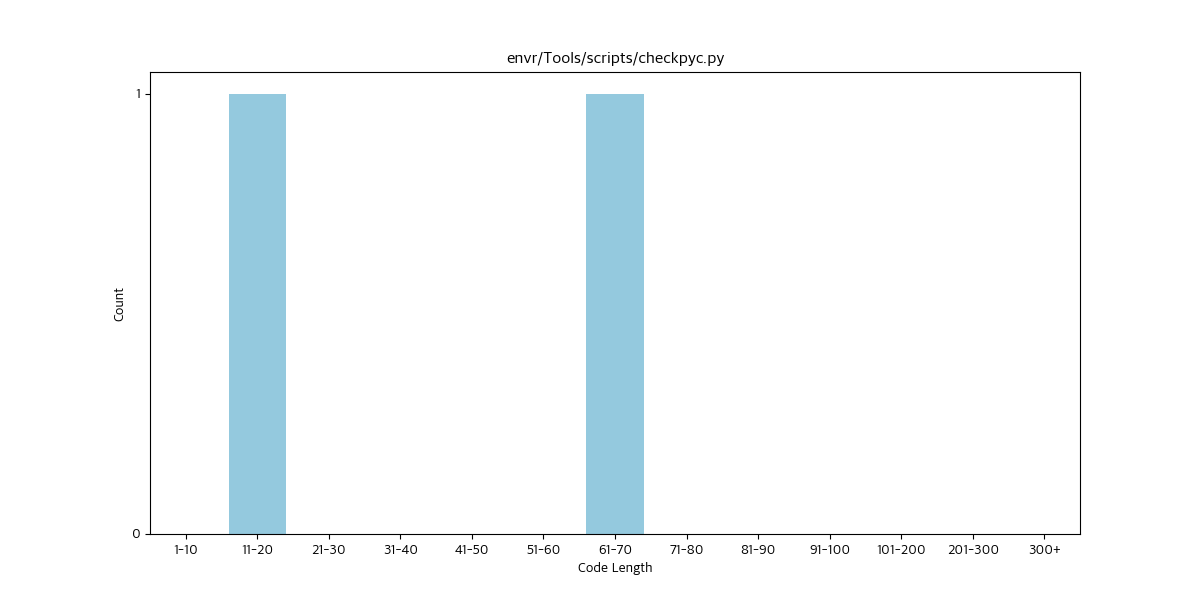 envr/Tools/scripts/checkpyc.py
1
Count
0
1-10 11-20 21-30 31-40 41-50 51-60 61-70 71-80 81-90 91-100 101-200 201-300 300+
Code Length